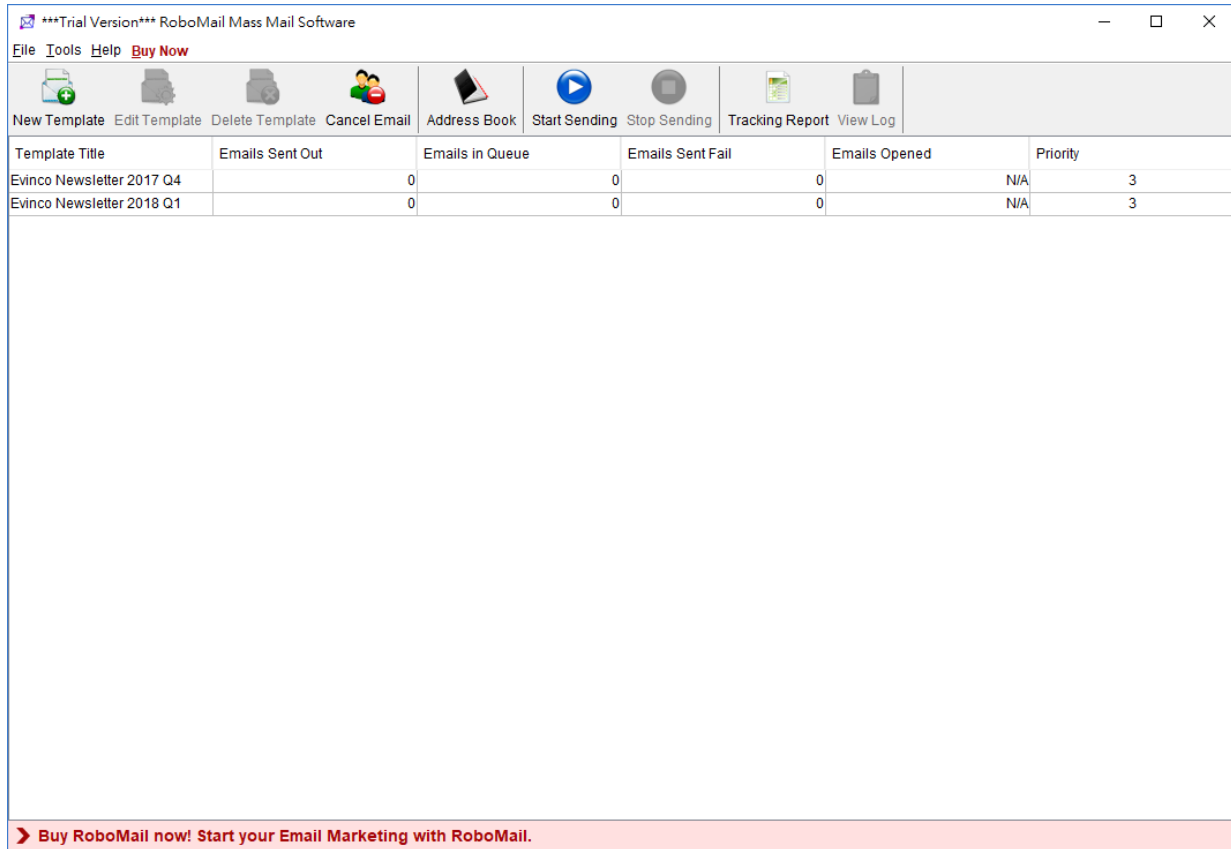 ***Trial Version*** RoboMail Mass Mail Software
File Tools Help Buy Now
New Template Edit Template Delete Template Cancel Email Address Book Start Sending Stop Sending Tracking Report View Log
Template Title Emails Sent Out Emails in Queue Emails Sent Fail Emails Opened Priority
Evinco Newsletter 2017 Q4 0 0 0 N/A 3
Evinco Newsletter 2018 Q1 0 0 0 N/A 3
Buy RoboMail now! Start your Email Marketing with RoboMail.